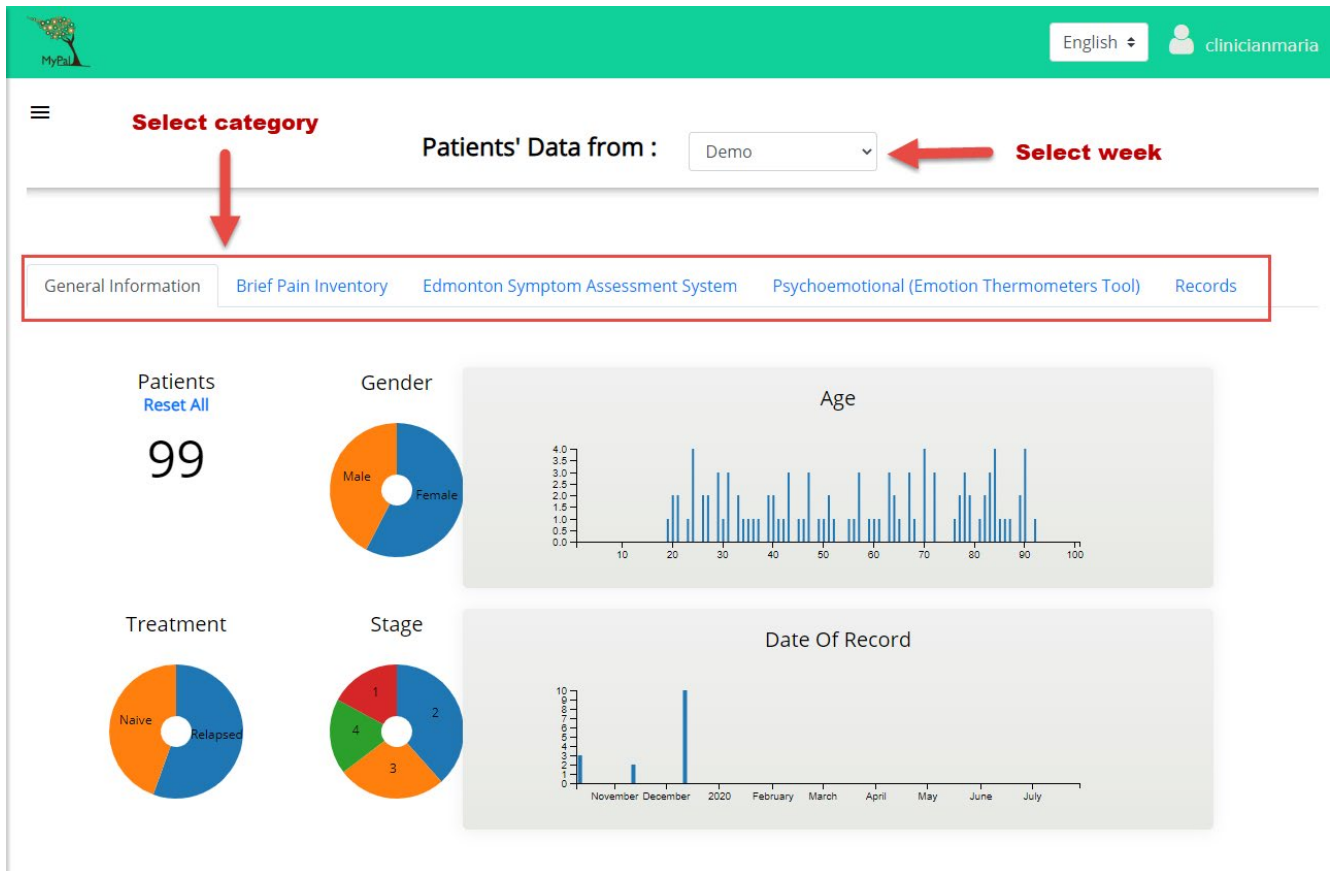 MyPal
English
clinicianmaria
Select category
Patients' Data from :
Demo
Select week
General Information
Brief Pain Inventory
Edmonton Symptom Assessment System
Psychoemotional (Emotion Thermometers Tool)
Records
Patients
Reset All
99
Gender
Male
Female
Age
4.0
3.5
3.0
2.5
2.0
1.5
1.0
0.5
0.0
10 20 30 40 50 60 70 80 90 100
Treatment
Naive
Relapsed
Stage
1
2
4
3
Date Of Record
10
9
8
7
6
5
4
3
2
1
0
November December 2020 February March April May June July